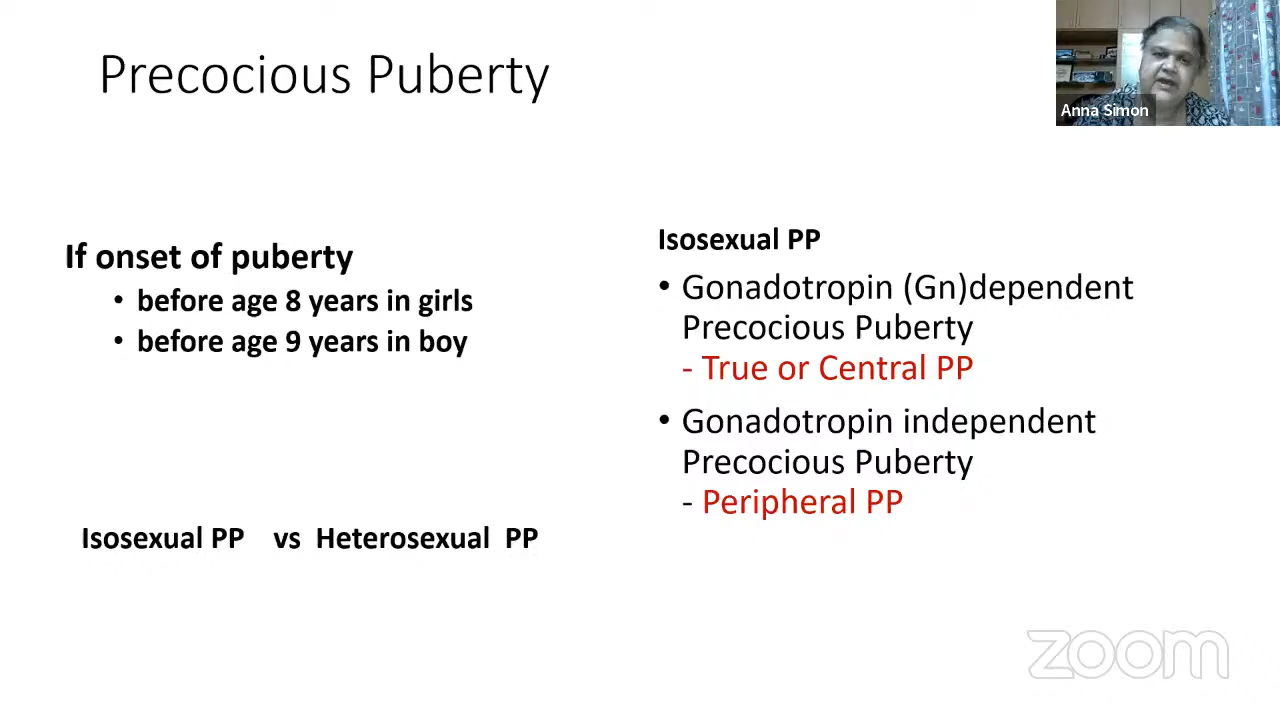 Precocious Puberty
Anna Simon
If onset of puberty
• before age 8 years in girls
• before age 9 years in boy
Isosexual PP vs Heterosexual PP
Isosexual PP
• Gonadotropin (Gn)dependent
Precocious Puberty
- True or Central PP
• Gonadotropin independent
Precocious Puberty
- Peripheral PP
zoom